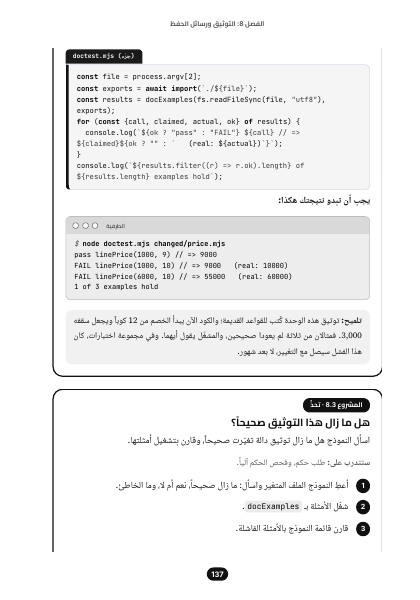 الفصل 8: التوثيق ورسائل الحفظ
doctest.mjs (جزء)
const file = process.argv[2];
const exports = await import(`./${file}`);
const results = docExamples(fs.readFileSync(file, "utf8"),
exports);
for (const {call, claimed, actual, ok} of results) {
  console.log(`${ok ? "pass" : "FAIL"} ${call} // =>
${claimed}${ok ? "" : `   (real: ${actual})`}`);
}
console.log(`${results.filter((r) => r.ok).length} of
${results.length} examples hold`);
يجب أن تبدو نتيجتك هكذا:
الطرفية
$ node doctest.mjs changed/price.mjs
pass linePrice(1000, 9) // => 9000
FAIL linePrice(1000, 10) // => 9000   (real: 10000)
FAIL linePrice(6000, 10) // => 55000   (real: 60000)
1 of 3 examples hold
تلميح: توثيق هذه الوحدة كُتب للقواعد القديمة؛ والكود الآن يبدأ الخصم من 12 كوباً ويجعل سقفه
3,000. فمثالان من ثلاثة لم يعودا صحيحين، والمشغّل يقول أيهما. وفي مجموعة اختبارات، كان
هذا الفشل سيصل مع التغيير، لا بعد شهور.
المشروع 8.3 · تحدٍّ
هل ما زال هذا التوثيق صحيحاً؟
اسأل النموذج هل ما زال توثيق دالة تغيّرت صحيحاً، وقارن بتشغيل أمثلتها.
ستتدرب على: طلب حكم، وفحص الحكم آلياً.
1 أعطِ النموذج الملف المتغير واسأل: ما زال صحيحاً، نعم أم لا، وما الخاطئ.
2 شغّل الأمثلة بـ docExamples.
3 قارن قائمة النموذج بالأمثلة الفاشلة.
137